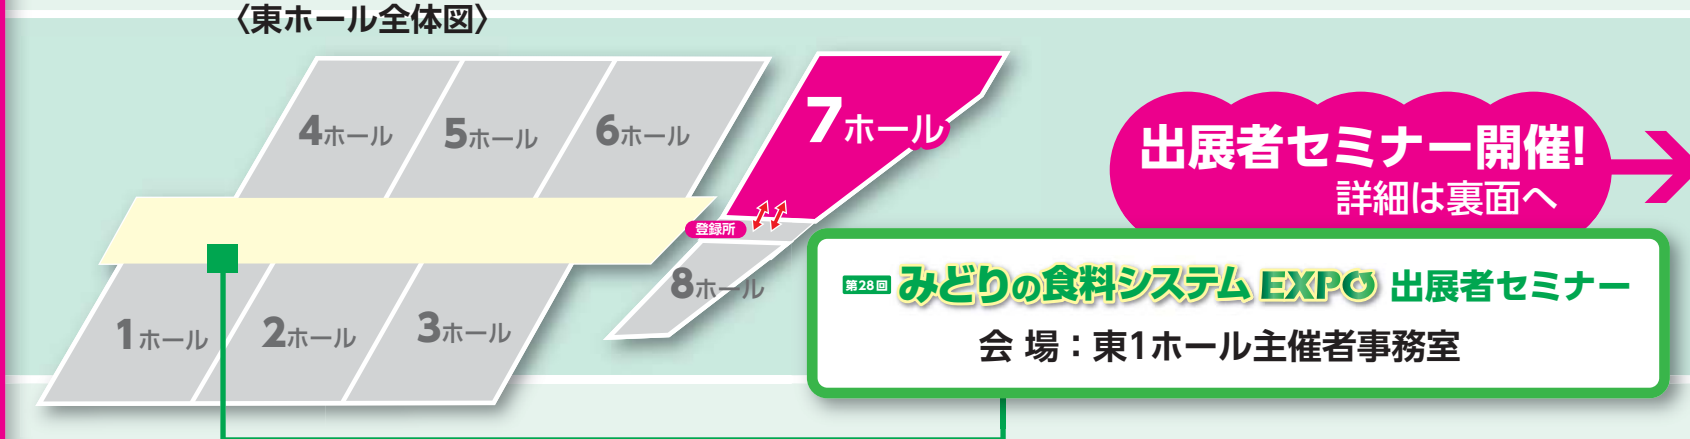 〈東ホール全体図〉
4ホール
5ホール
6ホール
7ホール
登録所
8ホール
1ホール
2ホール
3ホール
出展者セミナー開催!
詳細は裏面へ
第28回 みどりの食料システム EXPO 出展者セミナー
会 場：東1ホール主催者事務室